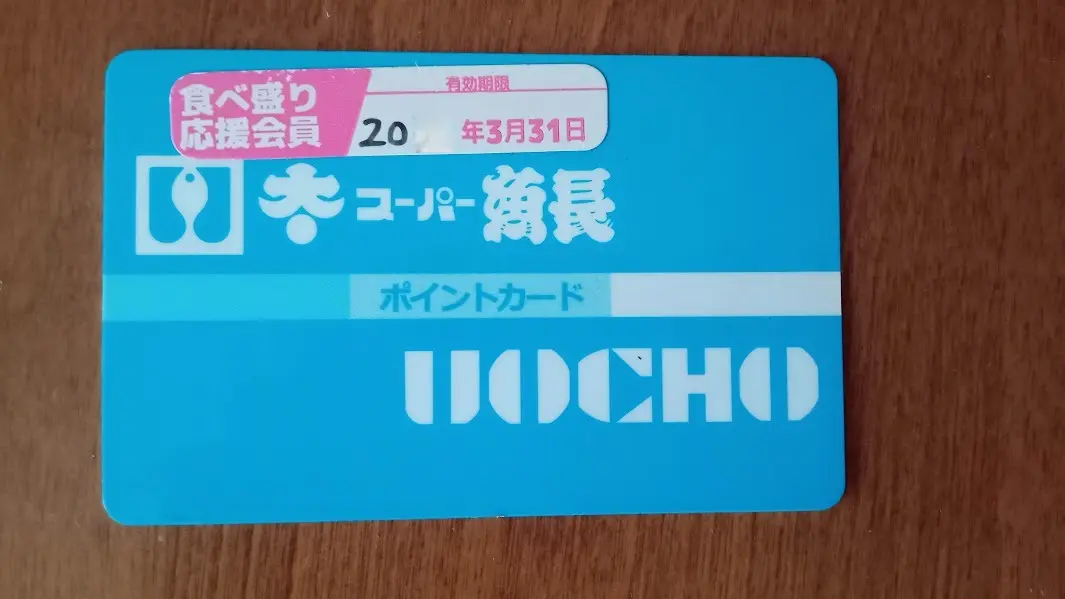 食べ盛り
応援会員
有効期限
20 年3月31日
スーパー魚長
ポイントカード
UOCHO